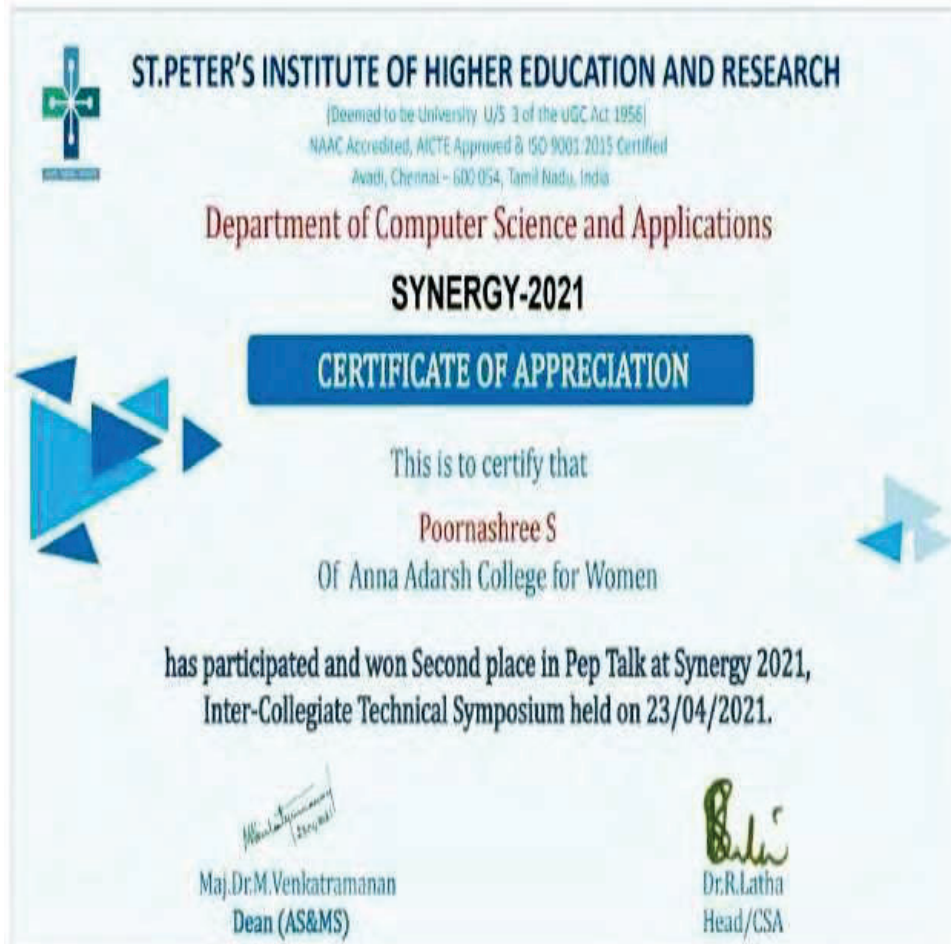 ST.PETER'S INSTITUTE OF HIGHER EDUCATION AND RESEARCH
(Deemed to be University U/S 3 of the UGC Act 1956)
NAAC Accredited, AICTE Approved & ISO 9001:2015 Certified
Avadi, Chennai – 600 054, Tamil Nadu, India
Department of Computer Science and Applications
SYNERGY-2021
CERTIFICATE OF APPRECIATION
This is to certify that
Poornashree S
Of Anna Adarsh College for Women
has participated and won Second place in Pep Talk at Synergy 2021,
Inter-Collegiate Technical Symposium held on 23/04/2021.
Maj.Dr.M.Venkatramanan
Dean (AS&MS)
Dr.R.Latha
Head/CSA